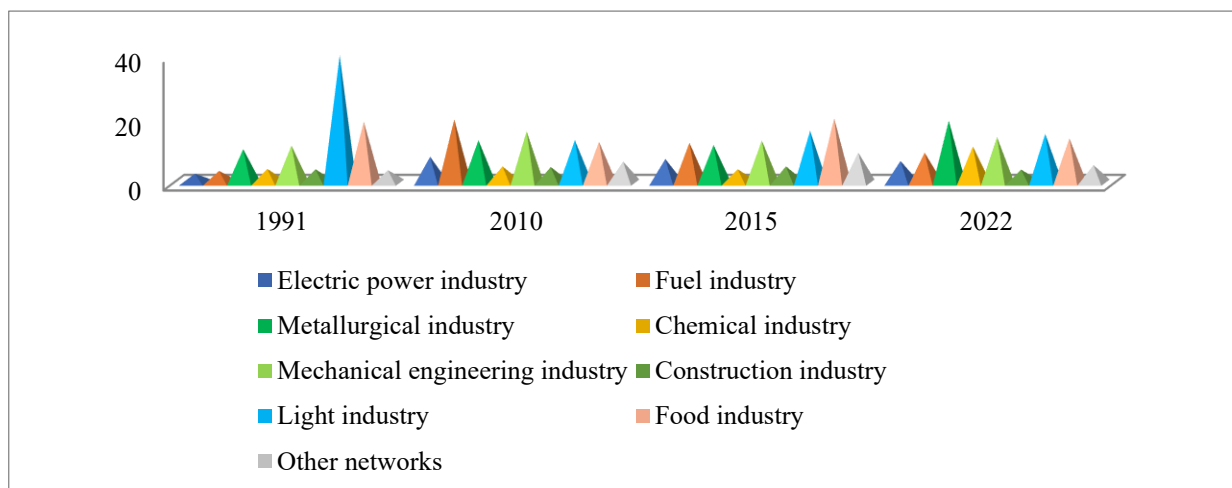 40
20
0
1991 2010 2015 2022
Electric power industry Fuel industry
Metallurgical industry Chemical industry
Mechanical engineering industry Construction industry
Light industry Food industry
Other networks